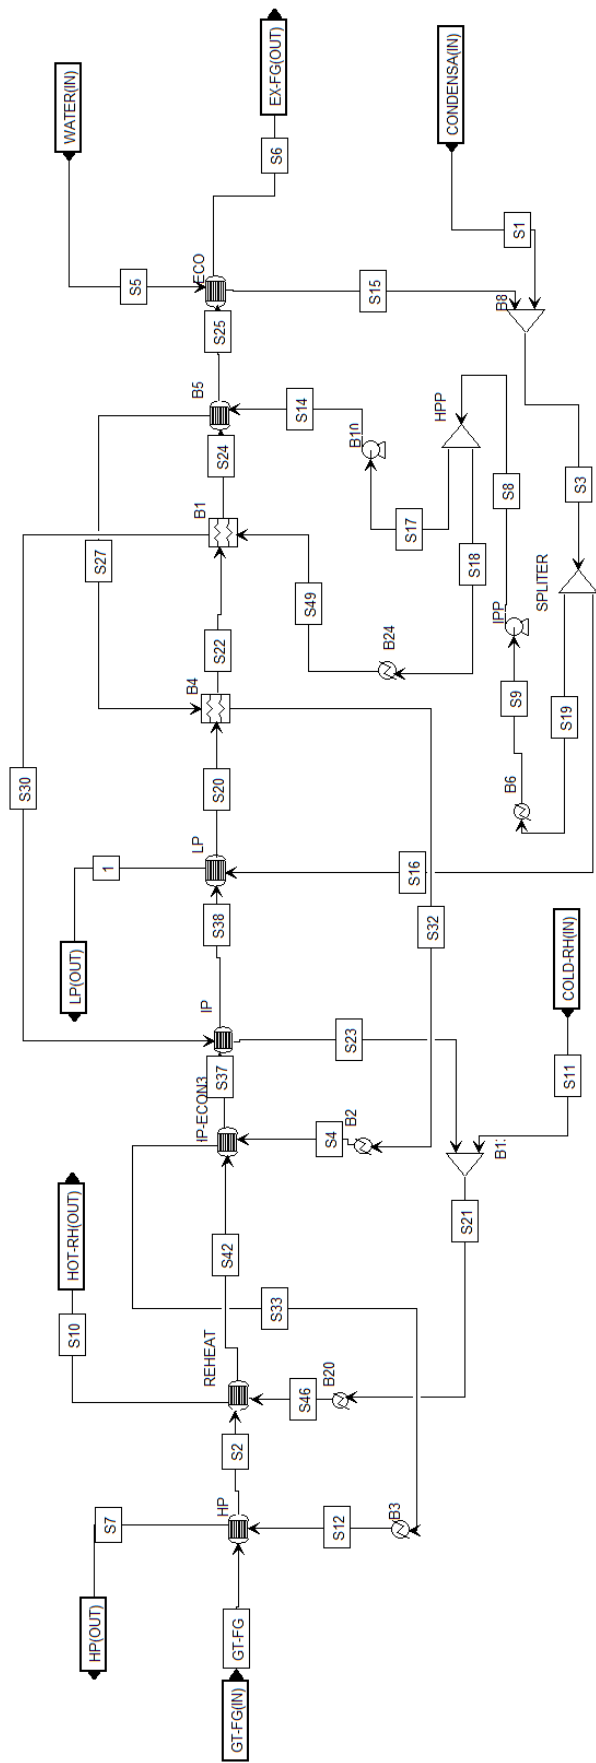 GT-FG(IN)
GT-FG
HP(OUT)
S7
HP
S12
B3
S2
HOT-RH(OUT)
S10
REHEAT
S46
B20
S33
S42
S21
B1
COLD-RH(IN)
S11
S4
B2
S37
IP
S23
S38
LP(OUT)
1
LP
S16
S32
S30
S20
B4
S22
S27
B1
S49
B24
S24
B5
S14
B10
S17
S18
HPP
S8
IPP
S9
B6
S19
SPLITER
S3
S25
ECO
S5
WATER(IN)
S15
B8
S6
EX-FG(OUT)
S1
CONDENSA(IN)